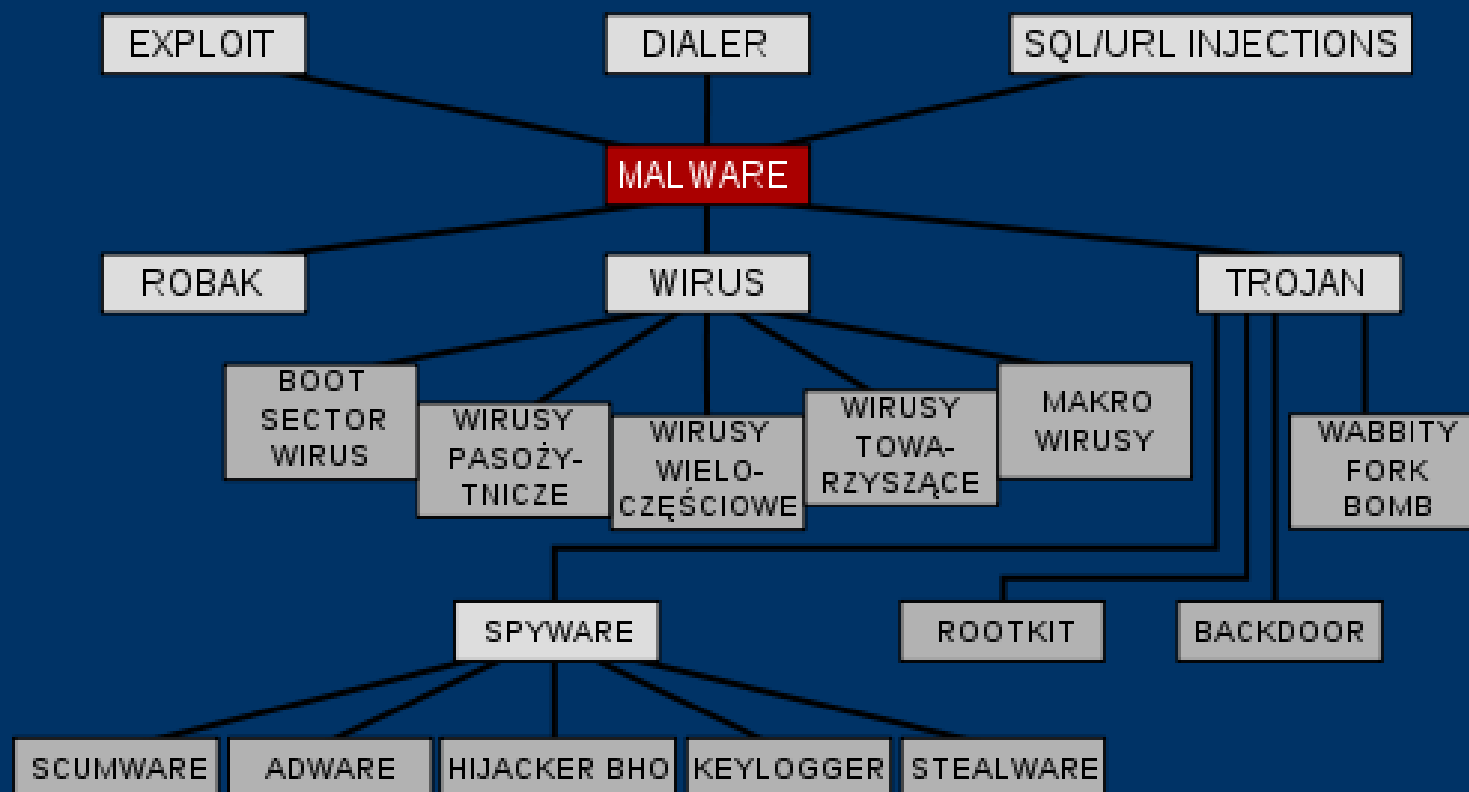 EXPLOIT
DIALER
SQL/URL INJECTIONS
MALWARE
ROBAK
WIRUS
TROJAN
BOOT
SECTOR
WIRUS
WIRUSY
PASOŻY-
TNICZE
WIRUSY
WIELO-
CZĘŚCIOWE
WIRUSY
TOWA-
RZYSZĄCE
MAKRO
WIRUSY
WABBITY
FORK
BOMB
SPYWARE
ROOTKIT
BACKDOOR
SCUMWARE
ADWARE
HIJACKER BHO
KEYLOGGER
STEALWARE